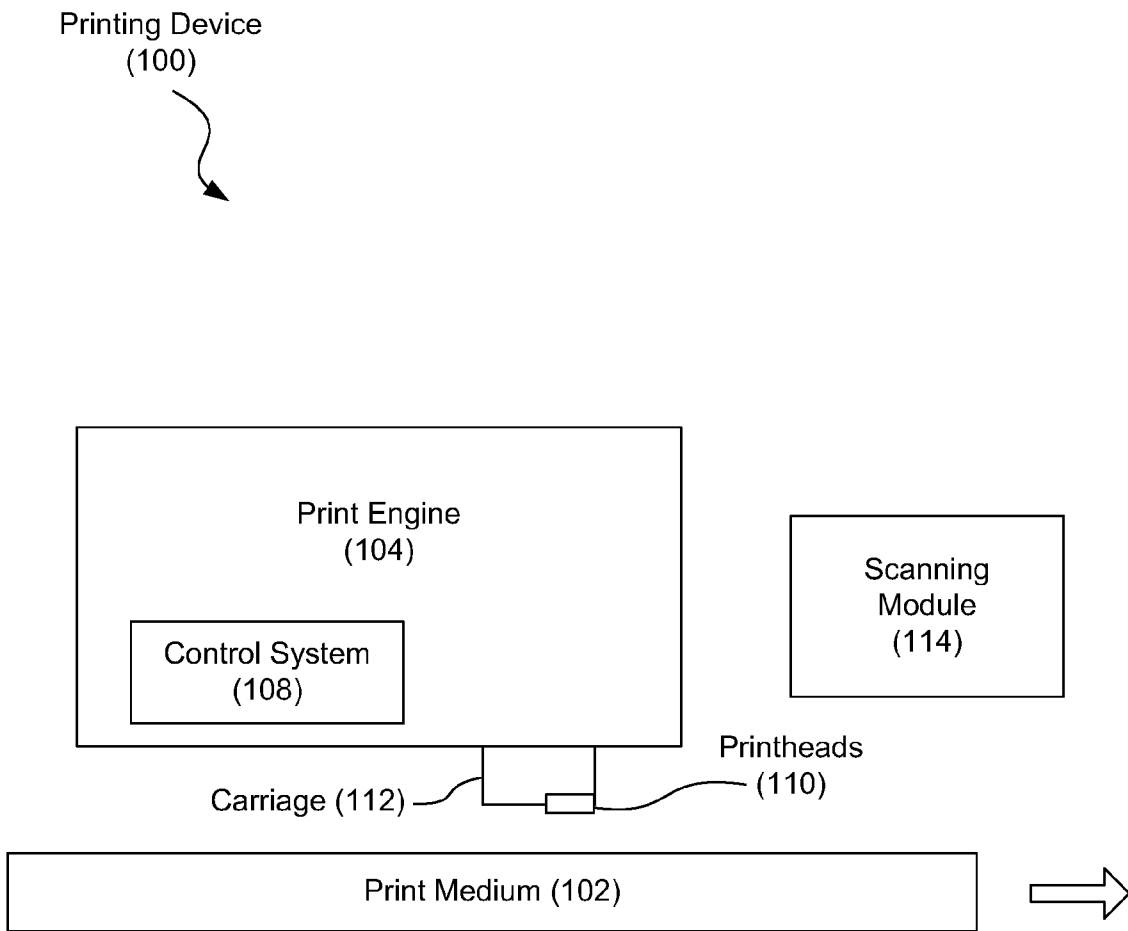 Printing Device
(100)
Print Engine
(104)
Scanning
Module
(114)
Control System
(108)
Printheads
(110)
Carriage (112)
Print Medium (102)